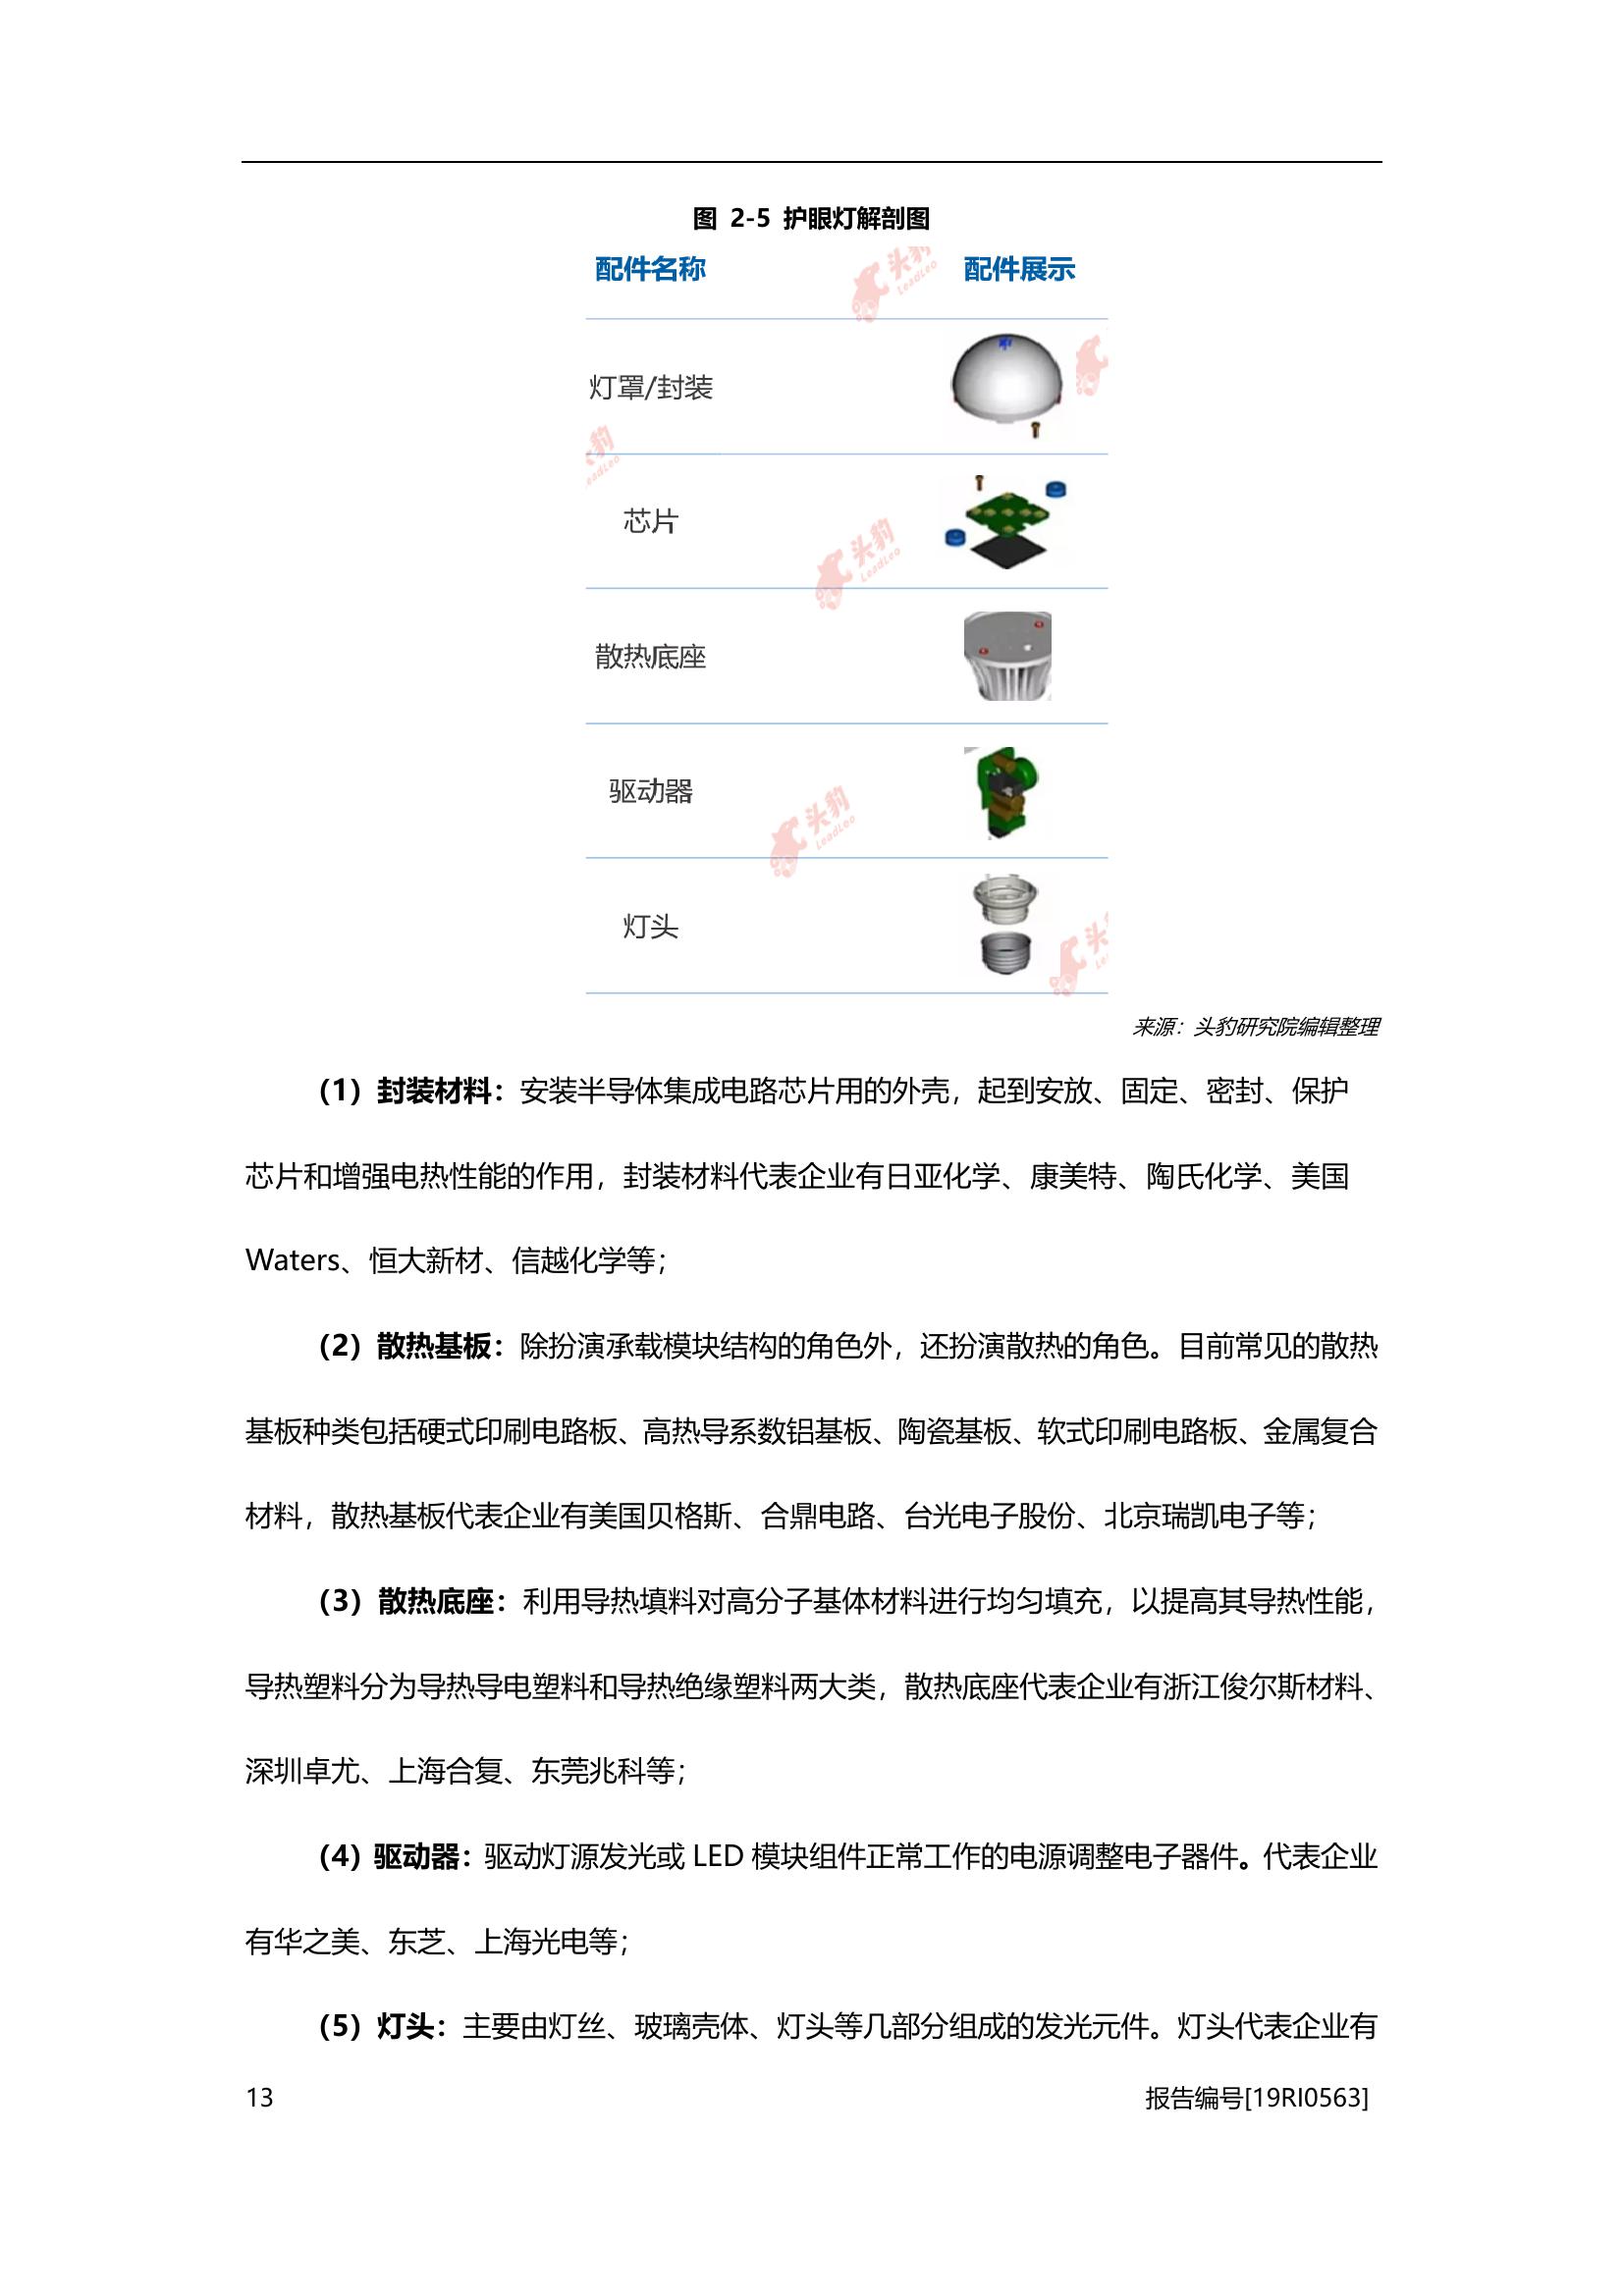 图 2-5 护眼灯解剖图
配件名称 配件展示
灯罩/封装
芯片
散热底座
驱动器
灯头
头豹
LeadLeo
头豹
LeadLeo
头豹
LeadLeo
来源：头豹研究院编辑整理
（1）封装材料：安装半导体集成电路芯片用的外壳，起到安放、固定、密封、保护
芯片和增强电热性能的作用，封装材料代表企业有日亚化学、康美特、陶氏化学、美国
Waters、恒大新材、信越化学等；
（2）散热基板：除扮演承载模块结构的角色外，还扮演散热的角色。目前常见的散热
基板种类包括硬式印刷电路板、高热导系数铝基板、陶瓷基板、软式印刷电路板、金属复合
材料，散热基板代表企业有美国贝格斯、合鼎电路、台光电子股份、北京瑞凯电子等；
（3）散热底座：利用导热填料对高分子基体材料进行均匀填充，以提高其导热性能，
导热塑料分为导热导电塑料和导热绝缘塑料两大类，散热底座代表企业有浙江俊尔斯材料、
深圳卓尤、上海合复、东莞兆科等；
（4）驱动器：驱动灯源发光或 LED 模块组件正常工作的电源调整电子器件。代表企业
有华之美、东芝、上海光电等；
（5）灯头：主要由灯丝、玻璃壳体、灯头等几部分组成的发光元件。灯头代表企业有
13 报告编号[19RI0563]